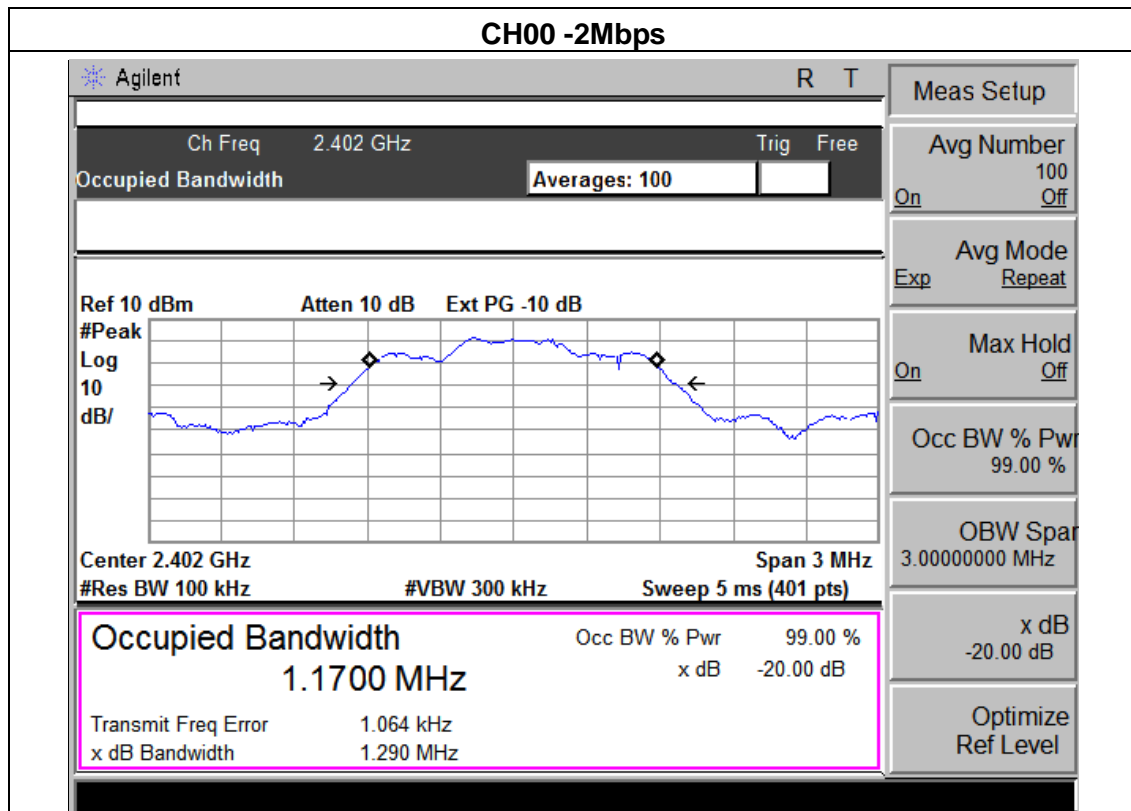 CH00 -2Mbps
Agilent R T
Ch Freq 2.402 GHz Trig Free
Occupied Bandwidth Averages: 100
Ref 10 dBm Atten 10 dB Ext PG -10 dB
#Peak
Log
10
dB/
Center 2.402 GHz Span 3 MHz
#Res BW 100 kHz #VBW 300 kHz Sweep 5 ms (401 pts)
Occupied Bandwidth Occ BW % Pwr 99.00 %
1.1700 MHz x dB -20.00 dB
Transmit Freq Error 1.064 kHz
x dB Bandwidth 1.290 MHz
Meas Setup
Avg Number
100
On Off
Avg Mode
Exp Repeat
Max Hold
On Off
Occ BW % Pwr
99.00 %
OBW Span
3.00000000 MHz
x dB
-20.00 dB
Optimize
Ref Level